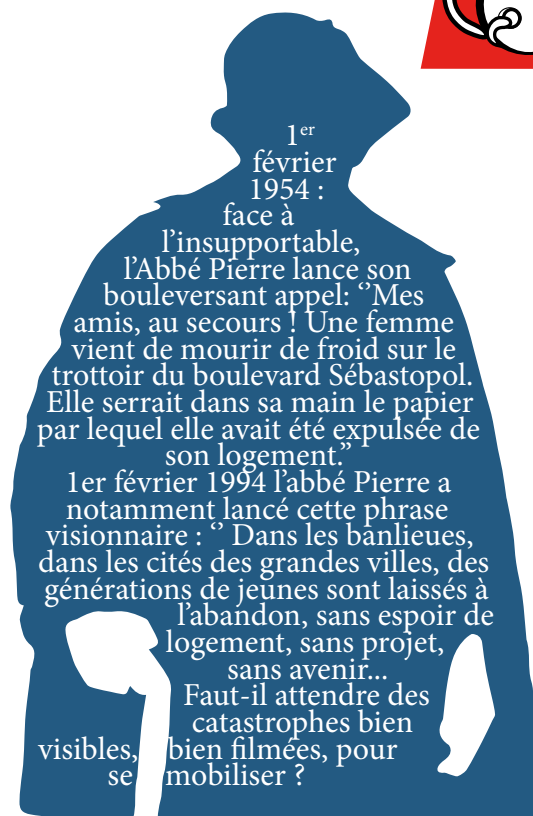 1er
février
1954 :
face à
l’insupportable,
l’Abbé Pierre lance son
bouleversant appel: ‘’Mes
amis, au secours ! Une femme
vient de mourir de froid sur le
trottoir du boulevard Sébastopol.
Elle serrait dans sa main le papier
par lequel elle avait été expulsée de
son logement.’’
1er février 1994 l’abbé Pierre a
notamment lancé cette phrase
visionnaire : ‘’ Dans les banlieues,
dans les cités des grandes villes, des
générations de jeunes sont laissés à
l’abandon, sans espoir de
logement, sans projet,
sans avenir...
Faut-il attendre des
catastrophes bien
visibles, bien filmées, pour
se mobiliser ?